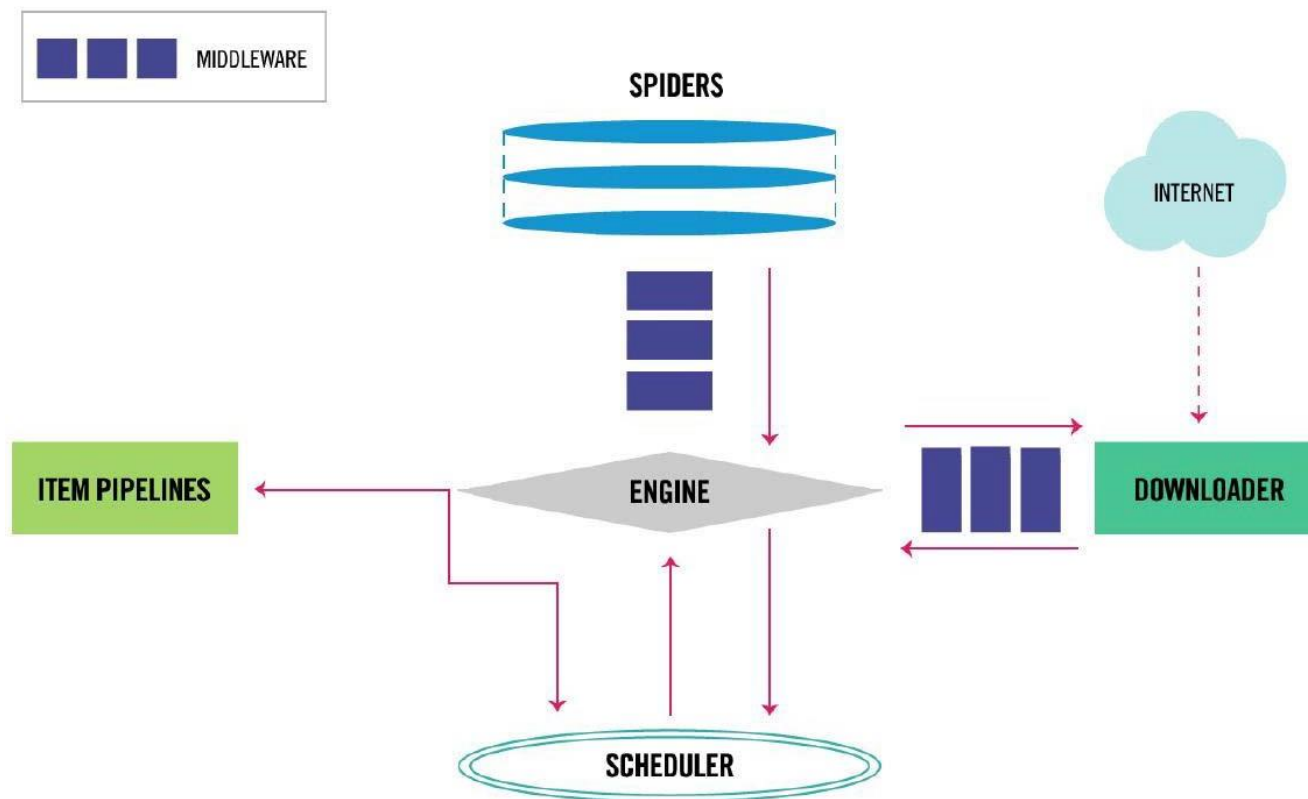 MIDDLEWARE
SPIDERS
INTERNET
ITEM PIPELINES
ENGINE
DOWNLOADER
SCHEDULER